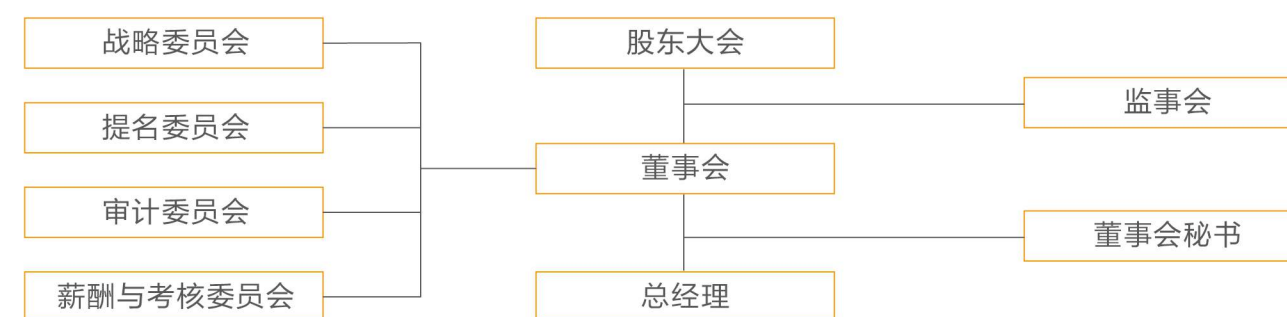 战略委员会
股东大会
监事会
提名委员会
董事会
审计委员会
董事会秘书
薪酬与考核委员会
总经理